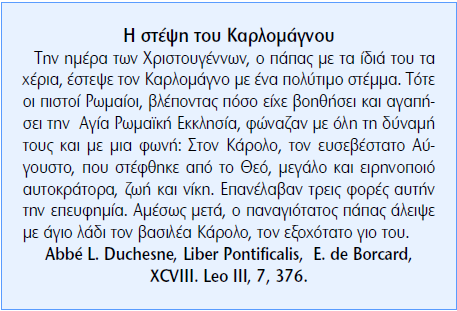 Η στέψη του Καρλομάγνου
Την ημέρα των Χριστουγέννων, ο πάπας με τα ίδιά του τα
χέρια, έστεψε τον Καρλομάγνο με ένα πολύτιμο στέμμα. Τότε
οι πιστοί Ρωμαίοι, βλέποντας πόσο είχε βοηθήσει και αγαπή-
σει την Αγία Ρωμαϊκή Εκκλησία, φώναζαν με όλη τη δύναμή
τους και με μια φωνή: Στον Κάρολο, τον ευσεβέστατο Αύ-
γουστο, που στέφθηκε από το Θεό, μεγάλο και ειρηνοποιό
αυτοκράτορα, ζωή και νίκη. Επανέλαβαν τρεις φορές αυτήν
την επευφημία. Αμέσως μετά, ο παναγιότατος πάπας άλειψε
με άγιο λάδι τον βασιλέα Κάρολο, τον εξοχότατο γιο του.
Abbé L. Duchesne, Liber Pontificalis, E. de Borcard,
XCVIII. Leo III, 7, 376.